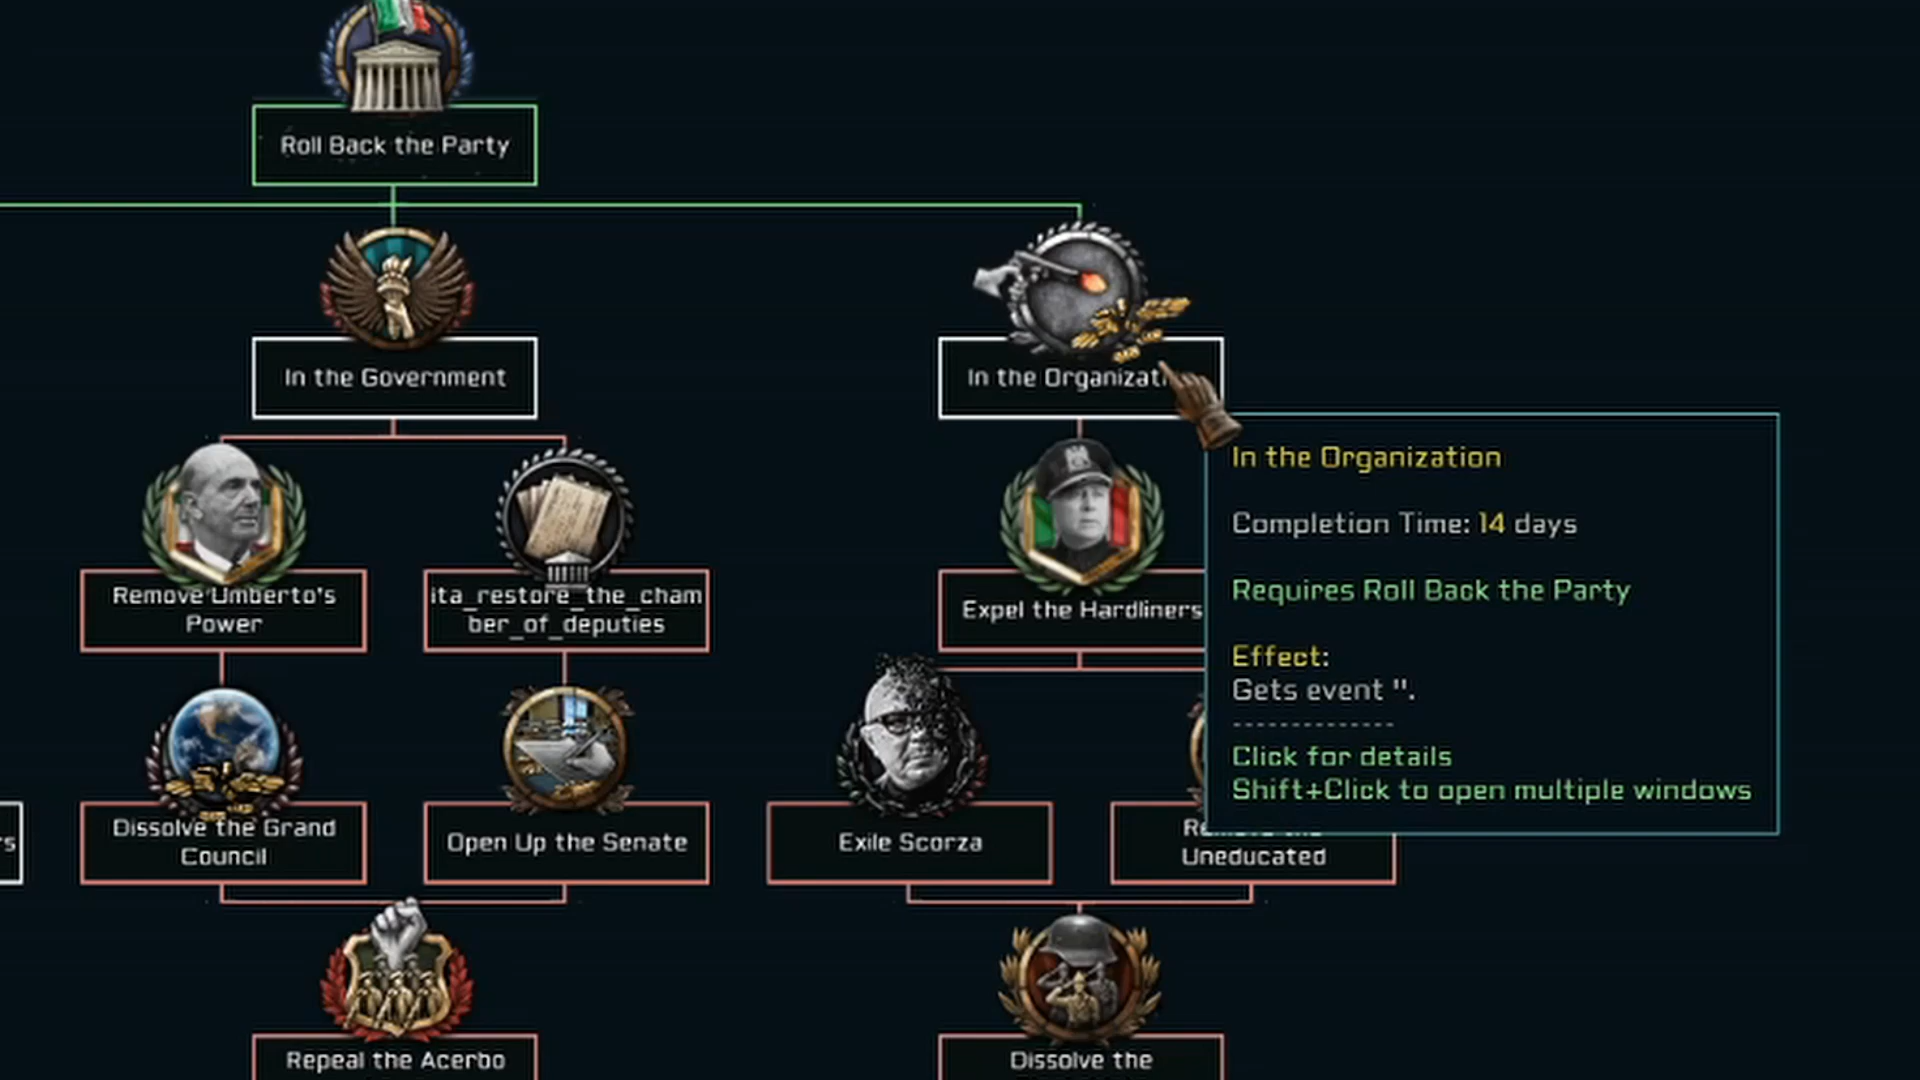 Roll Back the Party
In the Government
In the Organizati
In the Organization
Completion Time: 14 days
Requires Roll Back the Party
Effect:
Gets event ''.
--------------
Click for details
Shift+Click to open multiple windows
Remove Umberto's
Power
ita_restore_the_cham
ber_of_deputies
Expel the Hardliners
rs
Dissolve the Grand
Council
Open Up the Senate
Exile Scorza
Uneducated
Repeal the Acerbo
Dissolve the